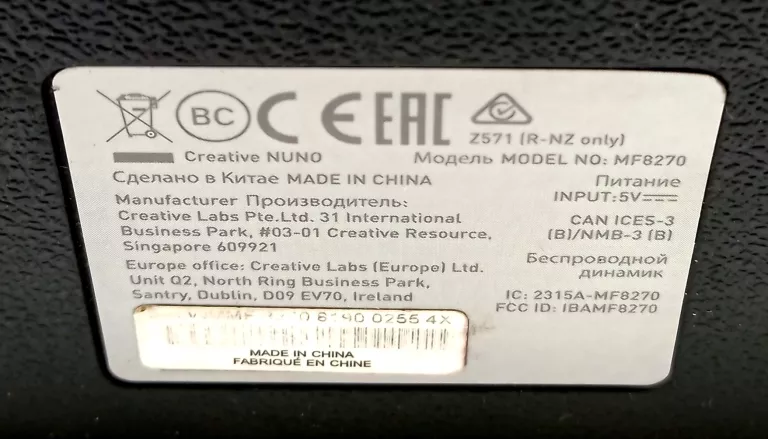 BC CE EAC
Z571 (R-NZ only)
Creative NUNO
Модель MODEL NO: MF8270
Сделано в Китае MADE IN CHINA
Питание
INPUT:5V
Manufacturer Производитель:
Creative Labs Pte.Ltd. 31 International
Business Park, #03-01 Creative Resource,
Singapore 609921
CAN ICES-3
(B)/NMB-3 (B)
Europe office: Creative Labs (Europe) Ltd.
Unit Q2, North Ring Business Park,
Santry, Dublin, D09 EV70, Ireland
Беспроводной
динамик
IC: 2315A-MF8270
FCC ID: IBAMF8270
02554X
MADE IN CHINA
FABRIQUÉ EN CHINE